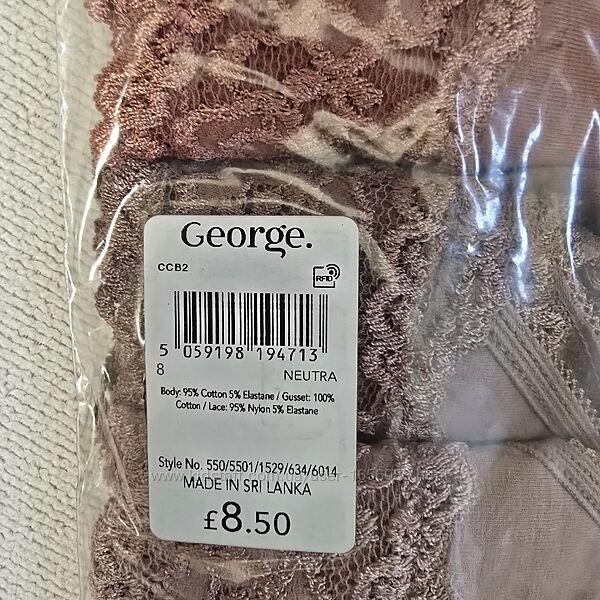 George.
CCB2
RFID
5 059198 194713
8 NEUTRA
Body: 95% Cotton 5% Elastane / Gusset: 100%
Cotton / Lace: 95% Nylon 5% Elastane
Style No. 550/5501/1529/634/6014
MADE IN SRI LANKA
£8.50